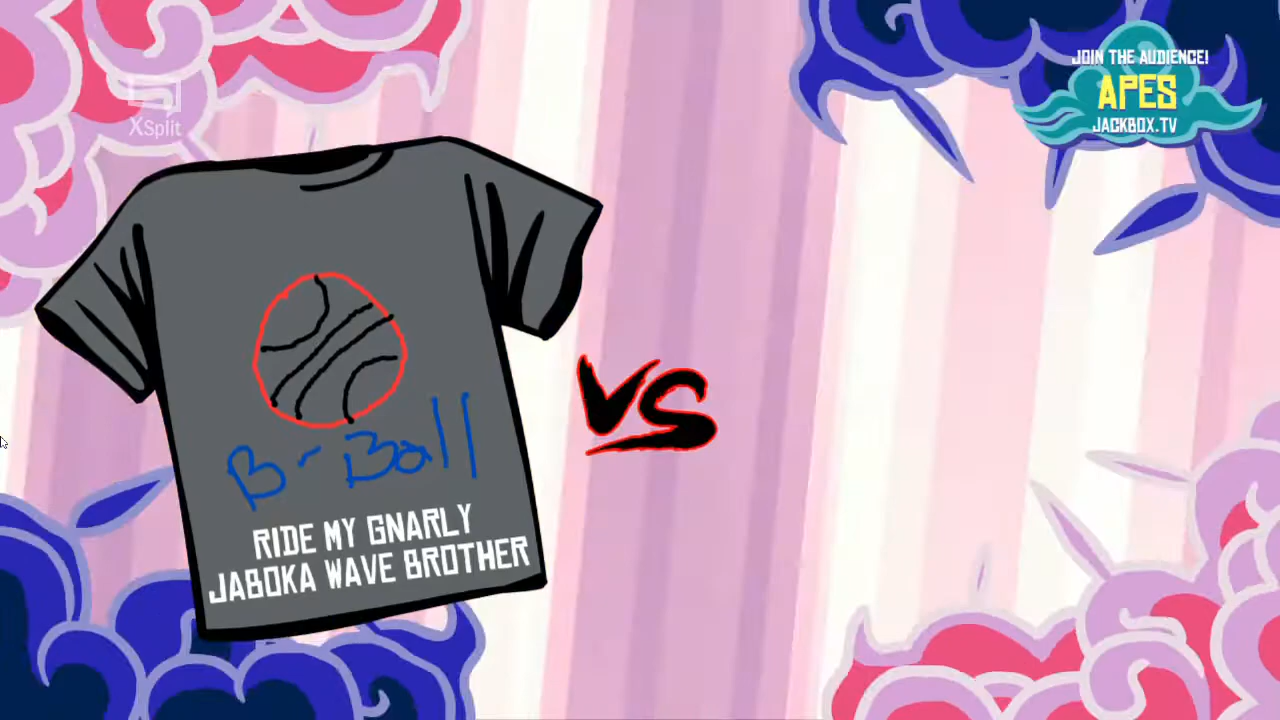 JOIN THE AUDIENCE!
APES
JACKBOX.TV
XSplit
B-Ball
RIDE MY GNARLY
JABOKA WAVE BROTHER
VS